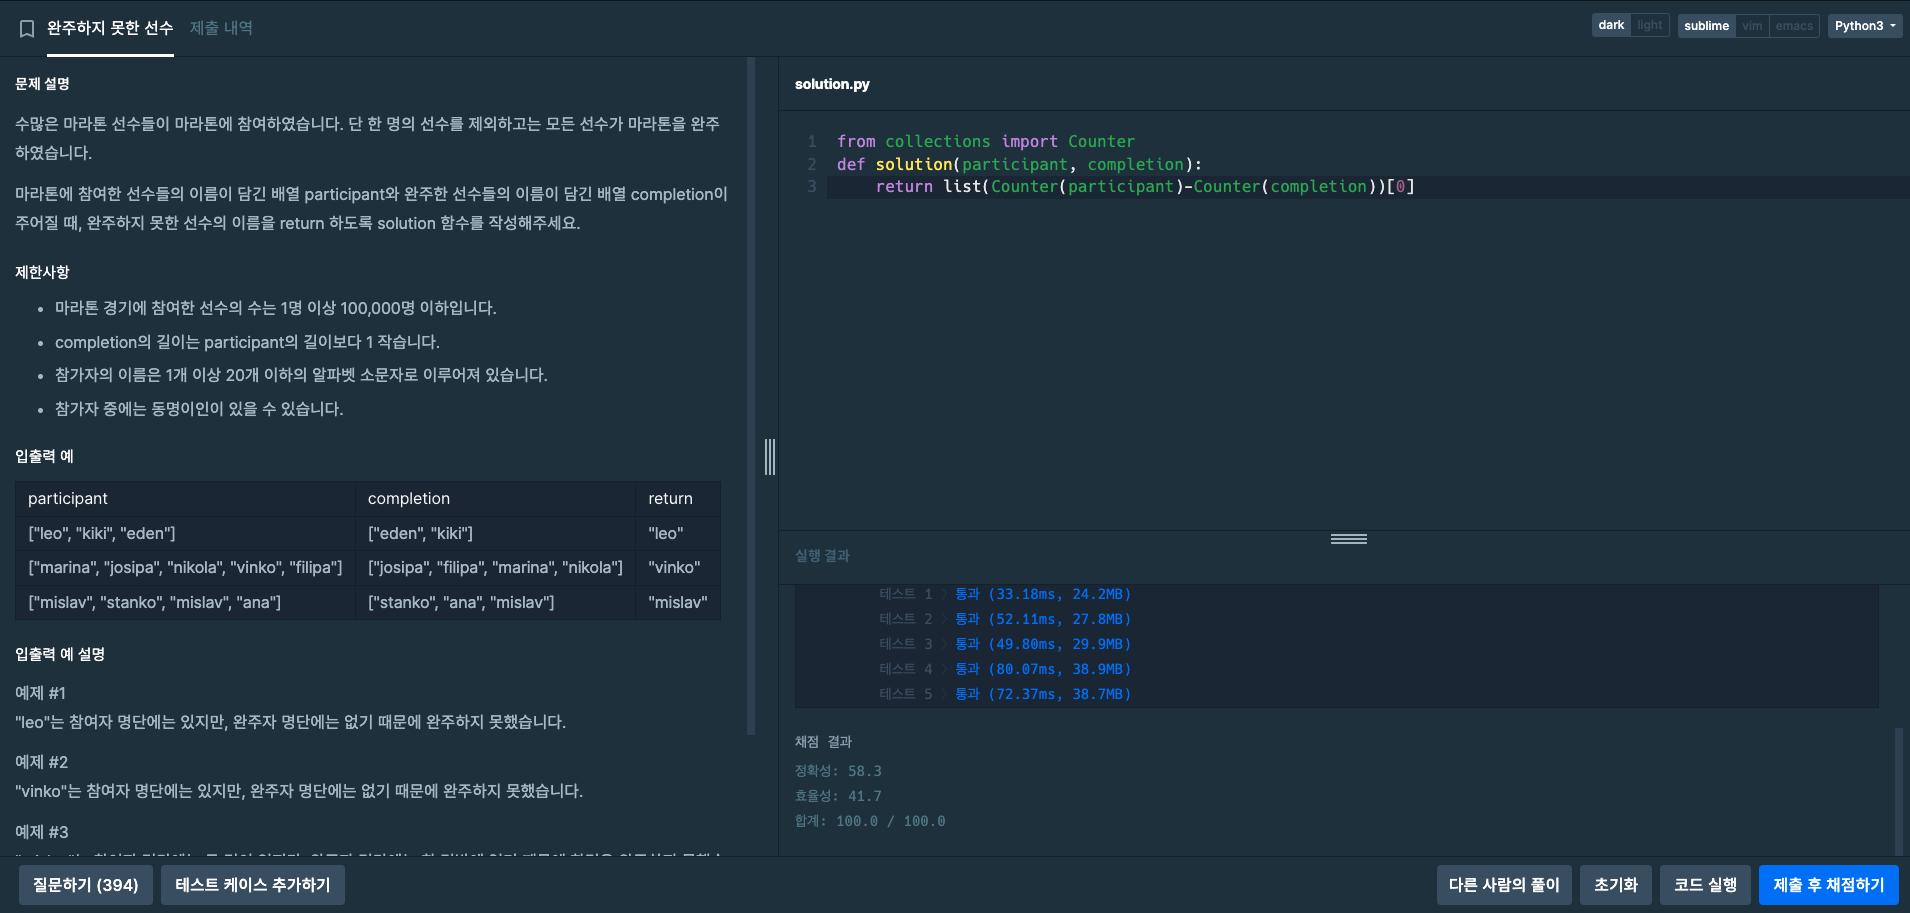 완주하지 못한 선수 제출 내역
dark light sublime vim emacs Python3
문제 설명
수많은 마라톤 선수들이 마라톤에 참여하였습니다. 단 한 명의 선수를 제외하고는 모든 선수가 마라톤을 완주
하였습니다.
마라톤에 참여한 선수들의 이름이 담긴 배열 participant와 완주한 선수들의 이름이 담긴 배열 completion이
주어질 때, 완주하지 못한 선수의 이름을 return 하도록 solution 함수를 작성해주세요.
제한사항
• 마라톤 경기에 참여한 선수의 수는 1명 이상 100,000명 이하입니다.
• completion의 길이는 participant의 길이보다 1 작습니다.
• 참가자의 이름은 1개 이상 20개 이하의 알파벳 소문자로 이루어져 있습니다.
• 참가자 중에는 동명이인이 있을 수 있습니다.
입출력 예
participant completion return
["leo", "kiki", "eden"] ["eden", "kiki"] "leo"
["marina", "josipa", "nikola", "vinko", "filipa"] ["josipa", "filipa", "marina", "nikola"] "vinko"
["mislav", "stanko", "mislav", "ana"] ["stanko", "ana", "mislav"] "mislav"
입출력 예 설명
예제 #1
"leo"는 참여자 명단에는 있지만, 완주자 명단에는 없기 때문에 완주하지 못했습니다.
예제 #2
"vinko"는 참여자 명단에는 있지만, 완주자 명단에는 없기 때문에 완주하지 못했습니다.
예제 #3
solution.py
1 from collections import Counter
2 def solution(participant, completion):
3     return list(Counter(participant)-Counter(completion))[0]
실행 결과
테스트 1 〉 통과 (33.18ms, 24.2MB)
테스트 2 〉 통과 (52.11ms, 27.8MB)
테스트 3 〉 통과 (49.80ms, 29.9MB)
테스트 4 〉 통과 (80.07ms, 38.9MB)
테스트 5 〉 통과 (72.37ms, 38.7MB)
채점 결과
정확성: 58.3
효율성: 41.7
합계: 100.0 / 100.0
질문하기 (394) 테스트 케이스 추가하기 다른 사람의 풀이 초기화 코드 실행 제출 후 채점하기